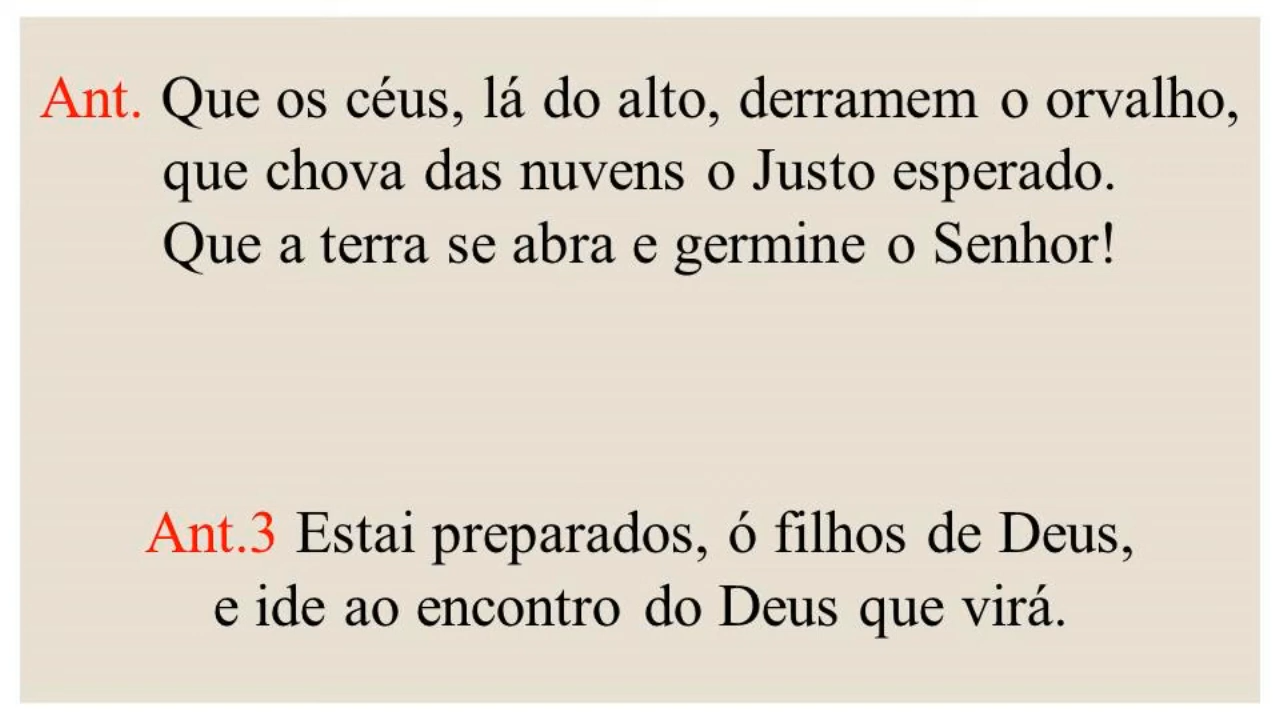 Ant. Que os céus, lá do alto, derramem o orvalho,
que chova das nuvens o Justo esperado.
Que a terra se abra e germine o Senhor!
Ant.3 Estai preparados, ó filhos de Deus,
e ide ao encontro do Deus que virá.